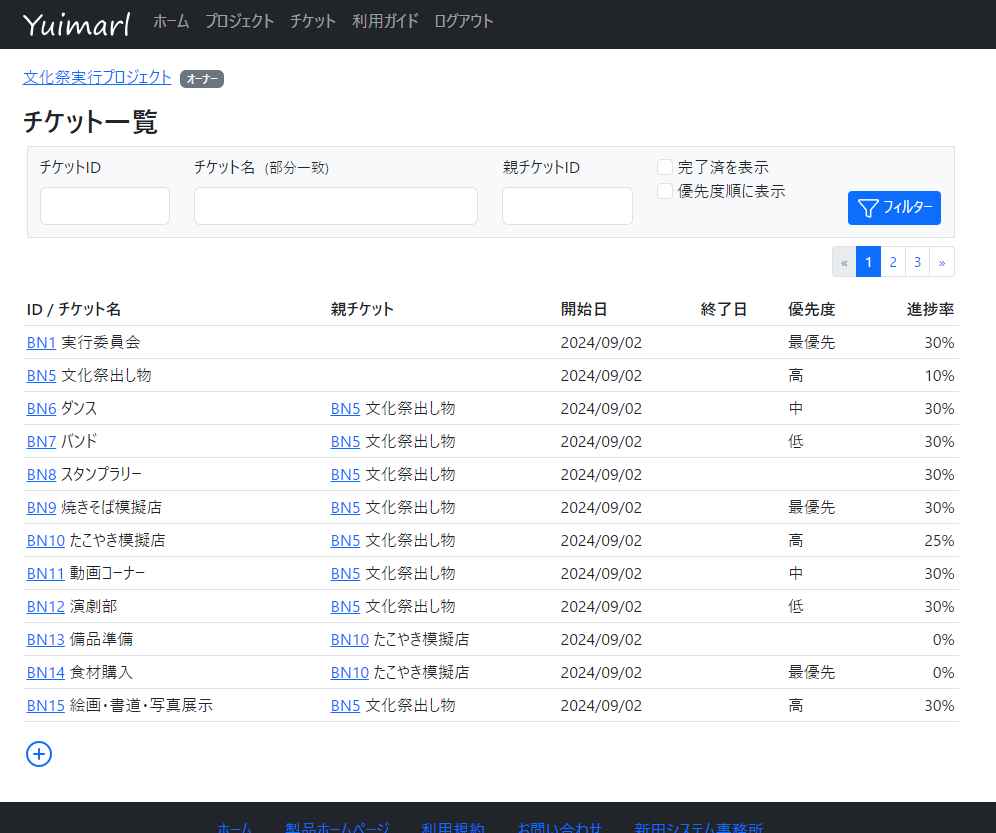 Yuimarl ホーム プロジェクト チケット 利用ガイド ログアウト
文化祭実行プロジェクト オーナー
チケット一覧
チケットID チケット名 (部分一致) 親チケットID 完了済を表示
優先度順に表示
フィルター
« 1 2 3 »
ID / チケット名 親チケット 開始日 終了日 優先度 進捗率
BN1 実行委員会 2024/09/02 最優先 30%
BN5 文化祭出し物 2024/09/02 高 10%
BN6 ダンス BN5 文化祭出し物 2024/09/02 中 30%
BN7 バンド BN5 文化祭出し物 2024/09/02 低 30%
BN8 スタンプラリー BN5 文化祭出し物 2024/09/02 30%
BN9 焼きそば模擬店 BN5 文化祭出し物 2024/09/02 最優先 30%
BN10 たこやき模擬店 BN5 文化祭出し物 2024/09/02 高 25%
BN11 動画コーナー BN5 文化祭出し物 2024/09/02 中 30%
BN12 演劇部 BN5 文化祭出し物 2024/09/02 低 30%
BN13 備品準備 BN10 たこやき模擬店 2024/09/02 0%
BN14 食材購入 BN10 たこやき模擬店 2024/09/02 最優先 0%
BN15 絵画・書道・写真展示 BN5 文化祭出し物 2024/09/02 高 30%
ホーム 製品ホームページ 利用規約 お問い合わせ 新田システム事務所